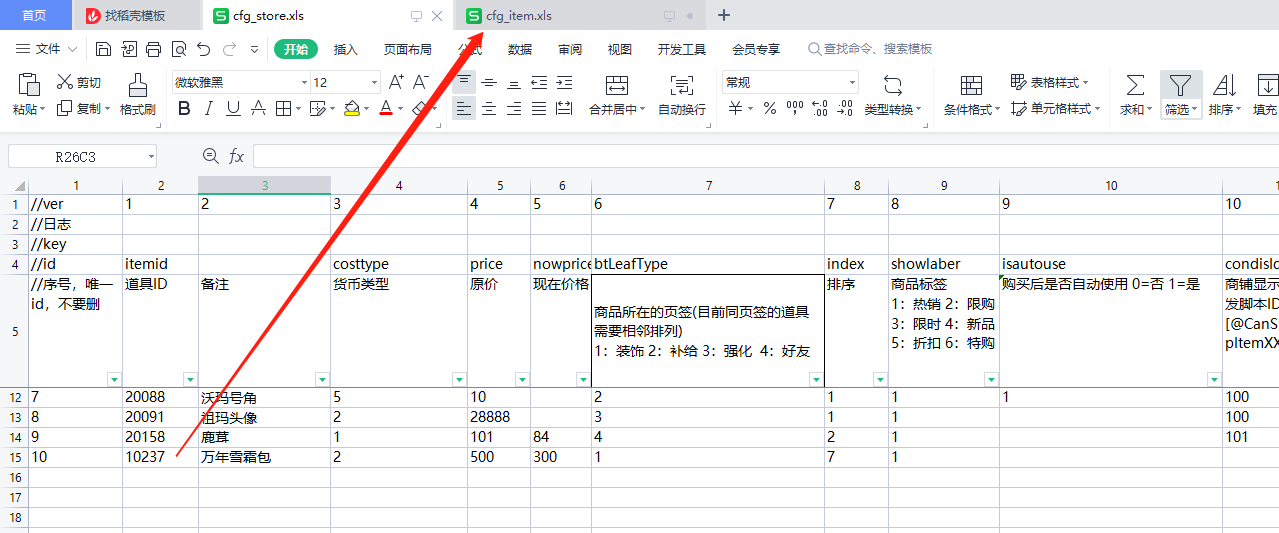 首页 找稻壳模板 cfg_store.xls cfg_item.xls
文件 开始 插入 页面布局 公式 数据 审阅 视图 开发工具 会员专享 查找命令、搜索模板
剪切 微软雅黑 12 A+ A- 常规 表格样式
粘贴 复制 格式刷 B I U A A 合并居中 自动换行 ¥ % 类型转换 条件格式 单元格样式 求和 筛选 排序 填充
R26C3 fx
1 2 3 4 5 6 7 8 9 10
1 //ver 1 2 3 4 5 6 7 8 9 10
2 //日志
3 //key
4 //id itemid costtype price nowprice btLeafType index showlaber isautouse
5 //序号，唯一 道具ID 备注 货币类型 原价 现在价格 排序 商品标签 购买后是否自动使用 0=否 1=是 商铺显示
id，不要删 1：热销 2：限购 发脚本ID
商品所在的页签(目前同页签的道具 3：限时 4：新品 [@CanS
需要相邻排列) 5：折扣 6：特购 pItemXX
1：装饰 2：补给 3：强化 4：好友
12 7 20088 沃玛号角 5 10 2 1 1 1 100
13 8 20091 祖玛头像 2 28888 3 1 1 100
14 9 20158 鹿茸 1 101 84 4 2 1 101
15 10 10237 万年雪霜包 2 500 300 1 7 1
16
17
18